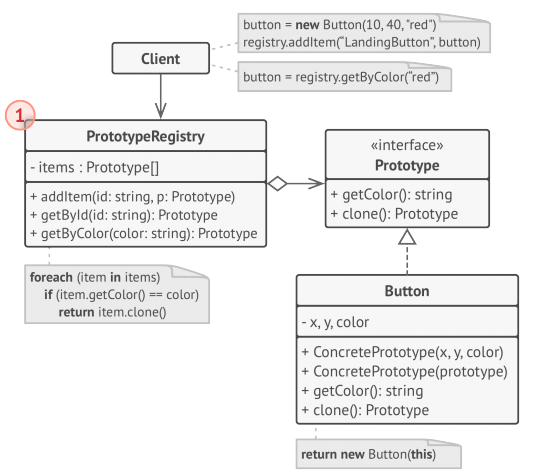 button = new Button(10, 40, "red")
registry.addItem(“LandingButton", button)
Client
button = registry.getByColor(“red")
1
PrototypeRegistry
- items : Prototype[]
+ addItem(id: string, p: Prototype)
+ getById(id: string): Prototype
+ getByColor(color: string): Prototype
foreach (item in items)
if (item.getColor() == color)
return item.clone()
«interface»
Prototype
+ getColor(): string
+ clone(): Prototype
Button
- x, y, color
+ ConcretePrototype(x, y, color)
+ ConcretePrototype(prototype)
+ getColor(): string
+ clone(): Prototype
return new Button(this)